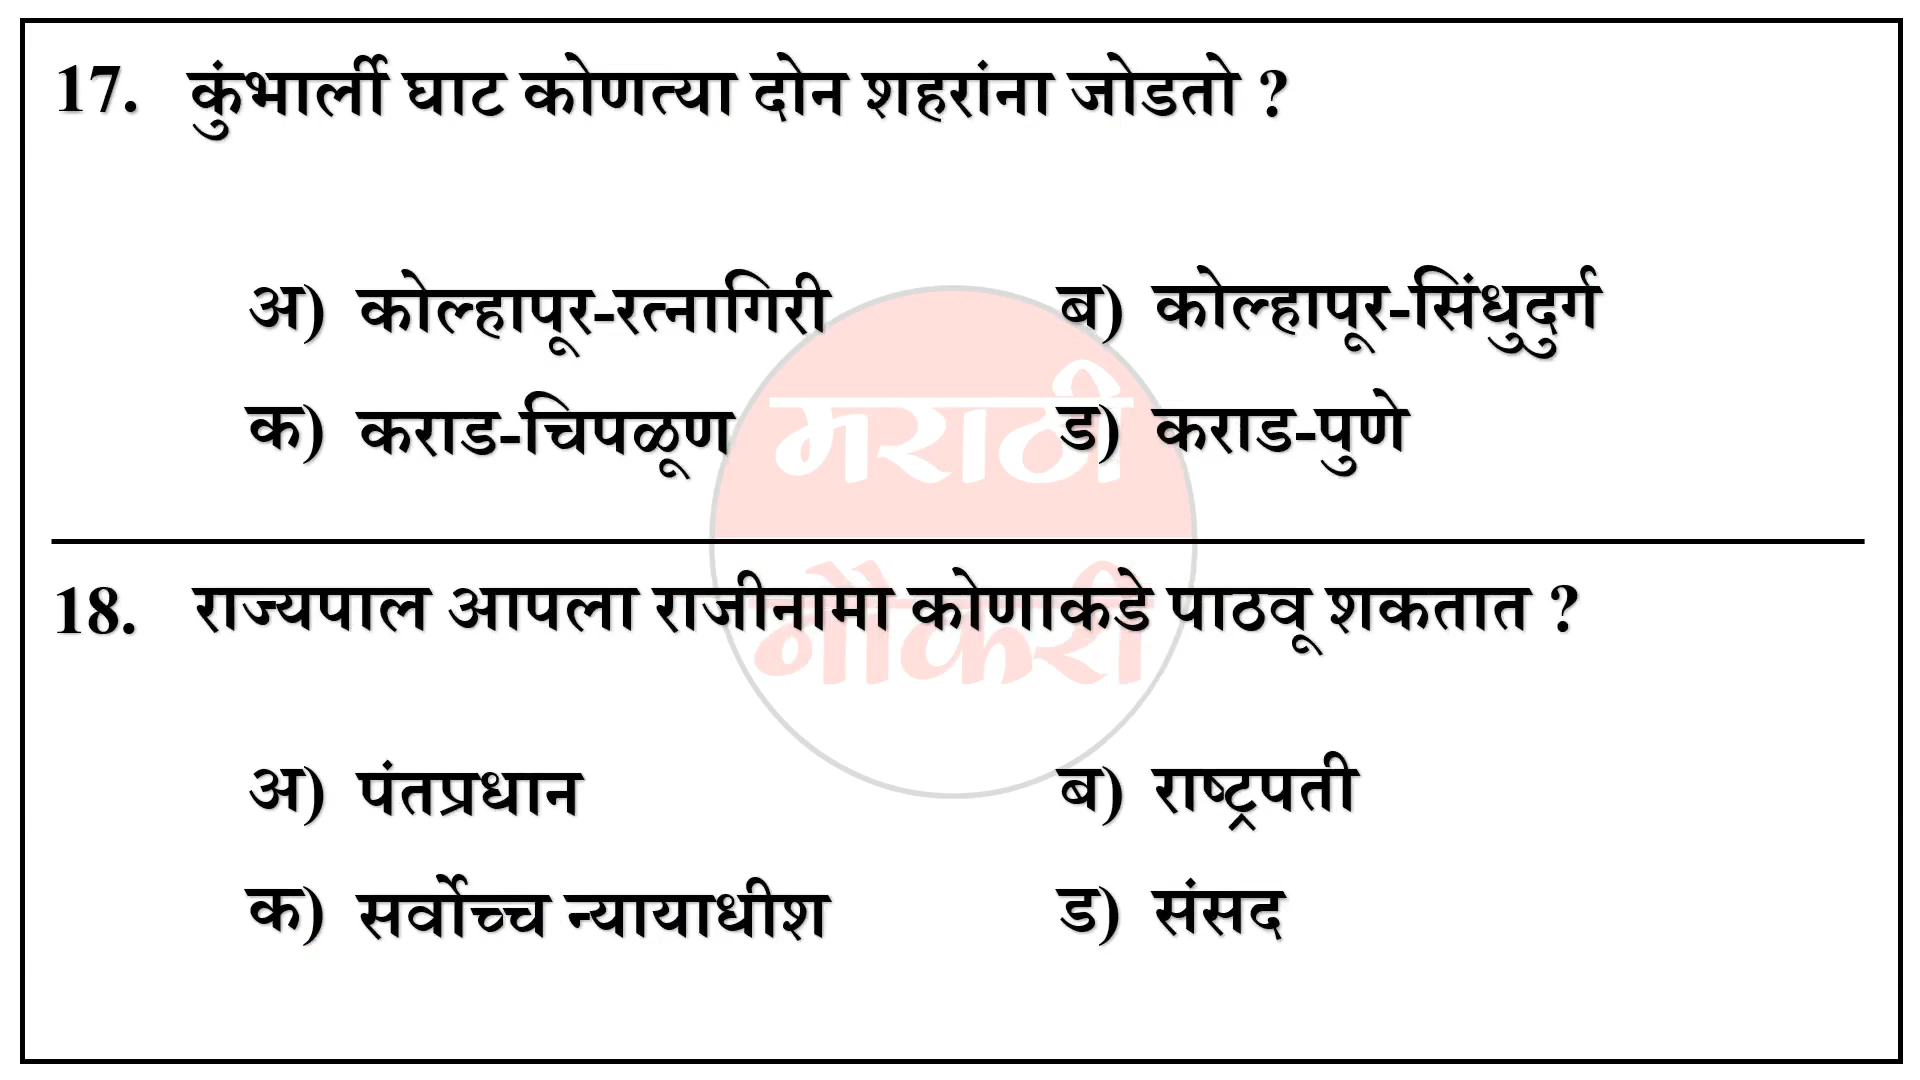 17. कुंभार्ली घाट कोणत्या दोन शहरांना जोडतो ?
अ) कोल्हापूर-रत्नागिरी ब) कोल्हापूर-सिंधुदुर्ग
क) कराड-चिपळूण ड) कराड-पुणे
मराठी
18. राज्यपाल आपला राजीनामा कोणाकडे पाठवू शकतात ?
नौकरी
अ) पंतप्रधान ब) राष्ट्रपती
क) सर्वोच्च न्यायाधीश ड) संसद